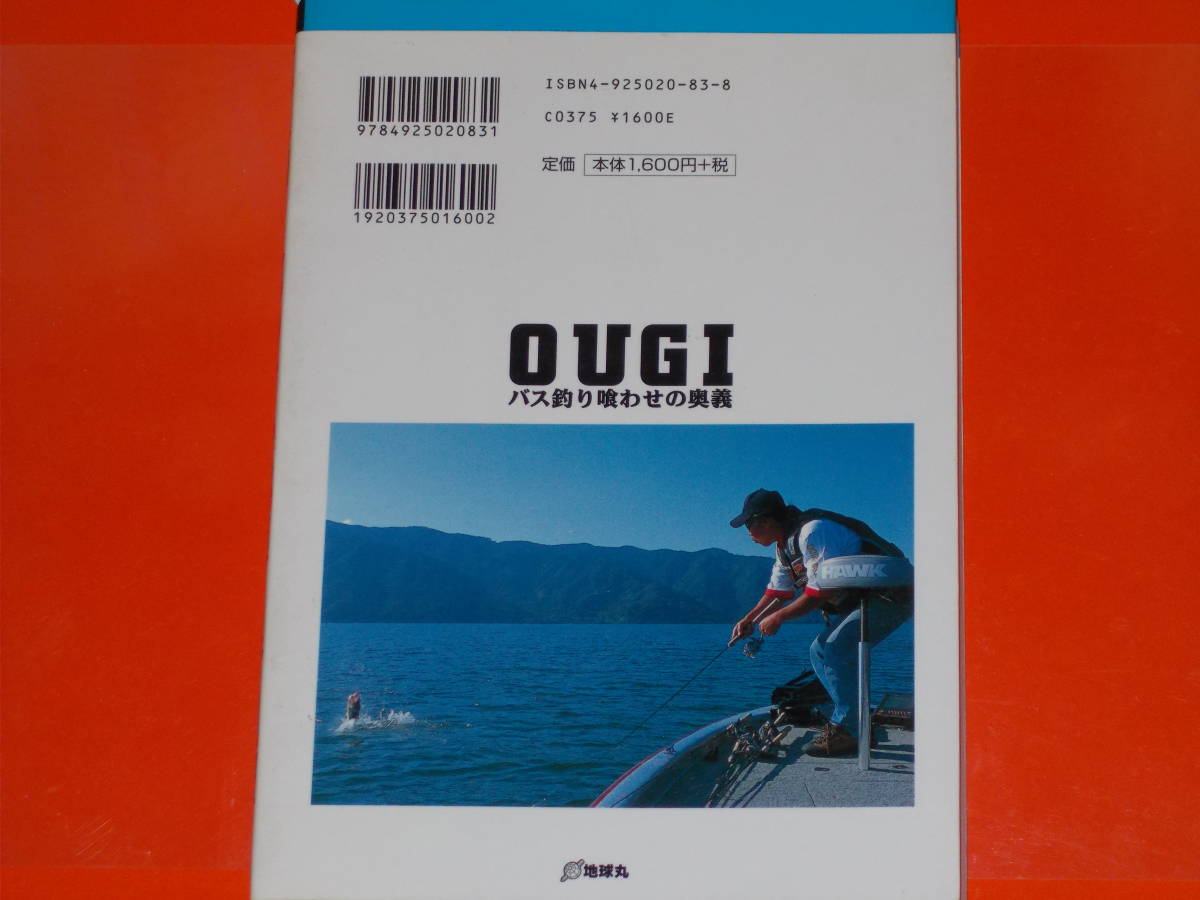 ISBN4-925020-83-8
9784925020831
C0375 ¥1600E
定価 本体1,600円+税
1920375016002
OUGI
バス釣り喰わせの奥義
HAWK
地球丸